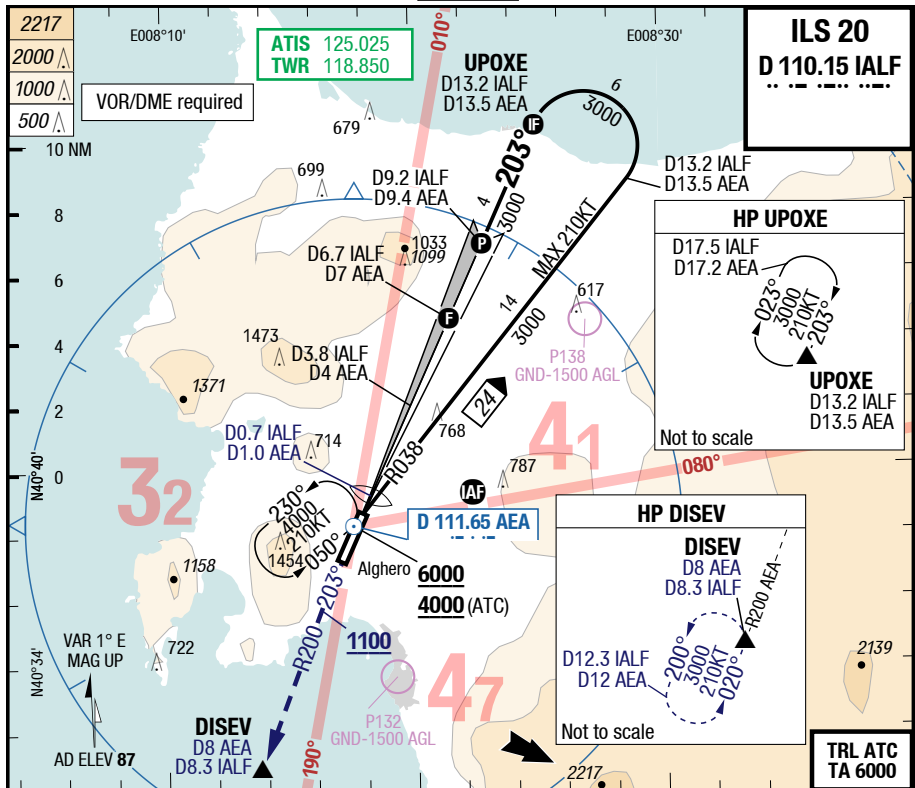 2217
2000
1000
500
E008°10'
ATIS 125.025
TWR 118.850
010°
E008°30'
ILS 20
D 110.15 IALF
VOR/DME required
UPOXE
D13.2 IALF
D13.5 AEA
IF
6
3000
679
10 NM
203°
699
D9.2 IALF
D9.4 AEA
4
3000
D13.2 IALF
D13.5 AEA
8
P
1033
1099
MAX 210KT
D6.7 IALF
D7 AEA
6
F
14
3000
617
HP UPOXE
D17.5 IALF
D17.2 AEA
023°
3000
210KT
203°
UPOXE
D13.2 IALF
D13.5 AEA
Not to scale
1473
4
D3.8 IALF
D4 AEA
P138
GND-1500 AGL
1371
24
2
768
41
D0.7 IALF
D1.0 AEA
714
R038
080°
N40°40'
0
32
787
IAF
D 111.65 AEA
230°
4000
210KT
050°
1454
Alghero
6000
4000 (ATC)
HP DISEV
DISEV
D8 AEA
D8.3 IALF
R200 AEA
D12.3 IALF
D12 AEA
200°
3000
210KT
020°
Not to scale
1158
203°
R200
1100
VAR 1° E
MAG UP
722
N40°34'
47
2139
P132
GND-1500 AGL
DISEV
D8 AEA
D8.3 IALF
190°
AD ELEV 87
2217
TRL ATC
TA 6000